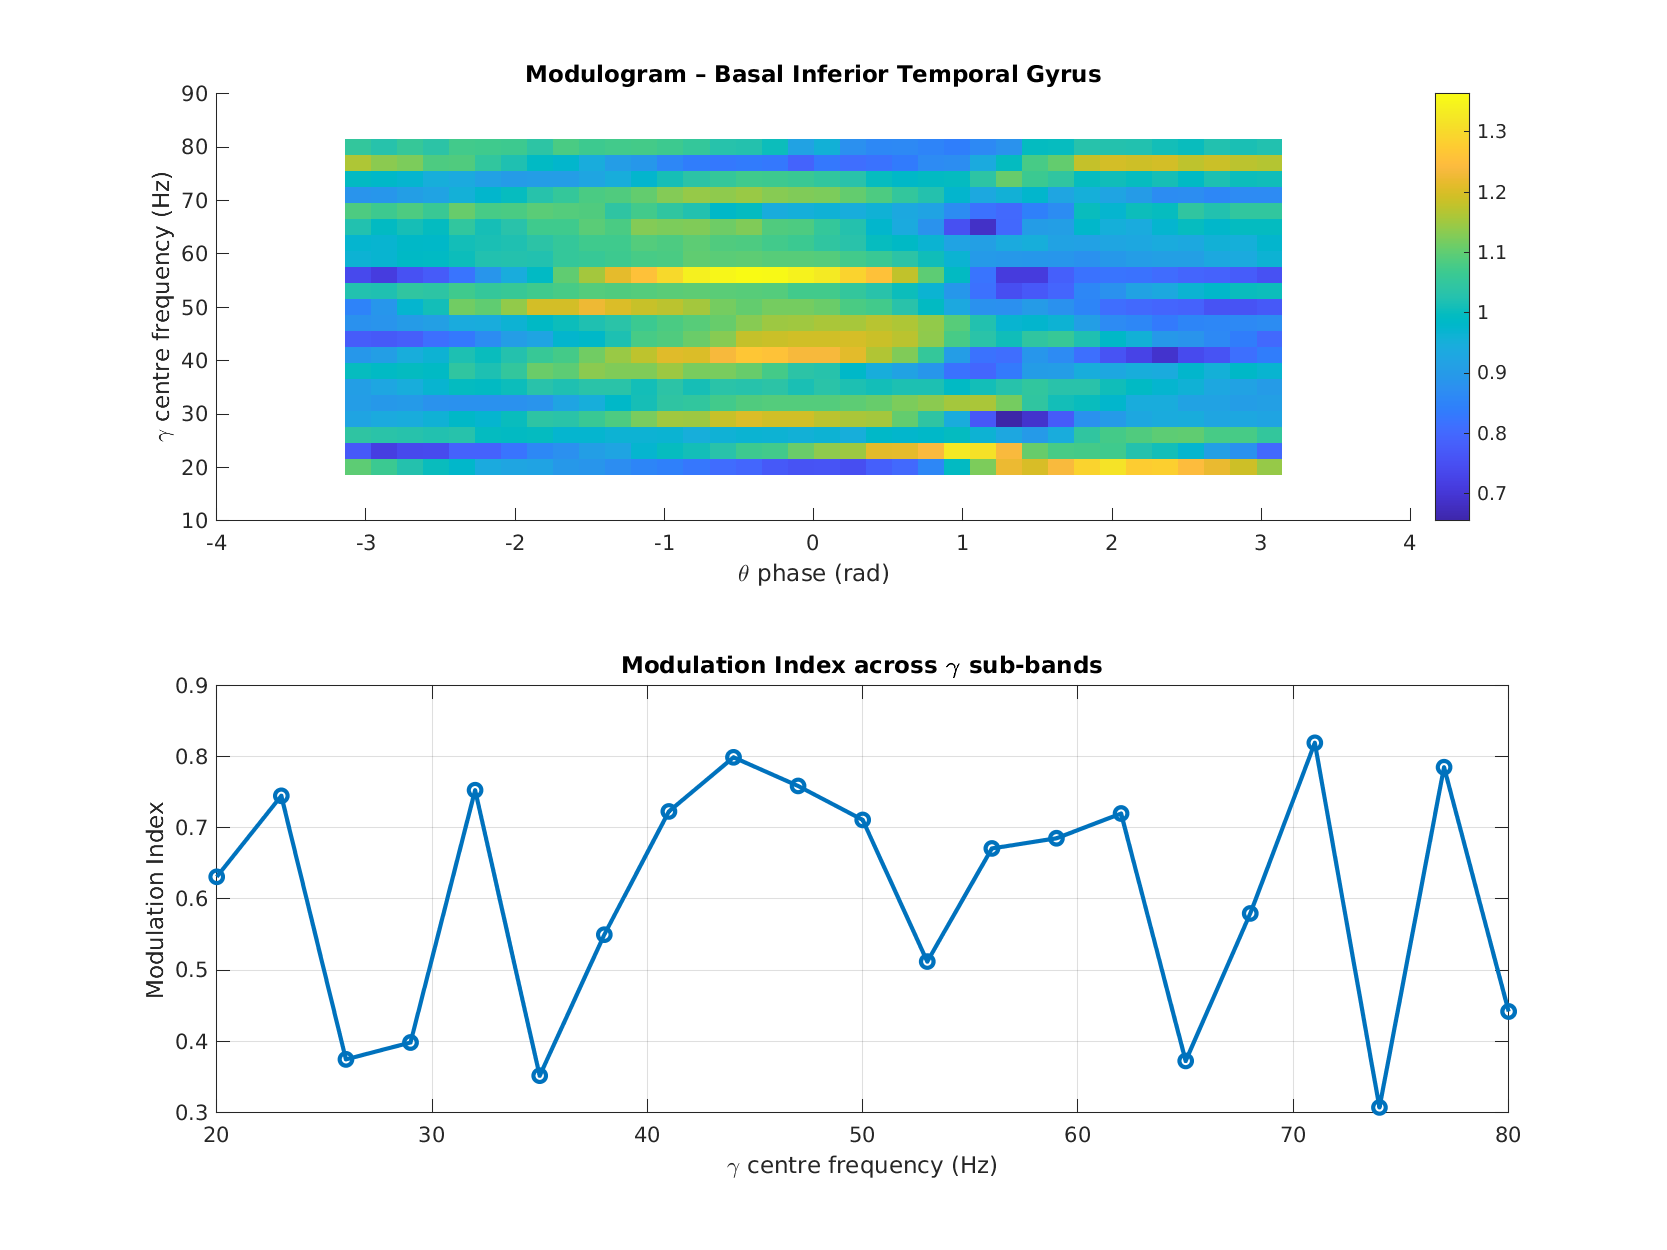 Modulogram – Basal Inferior Temporal Gyrus
90
80
70
60
50
40
30
20
10
γ centre frequency (Hz)
-4 -3 -2 -1 0 1 2 3 4
θ phase (rad)
1.3
1.2
1.1
1
0.9
0.8
0.7
Modulation Index across γ sub-bands
0.9
0.8
0.7
0.6
0.5
0.4
0.3
Modulation Index
20 30 40 50 60 70 80
γ centre frequency (Hz)